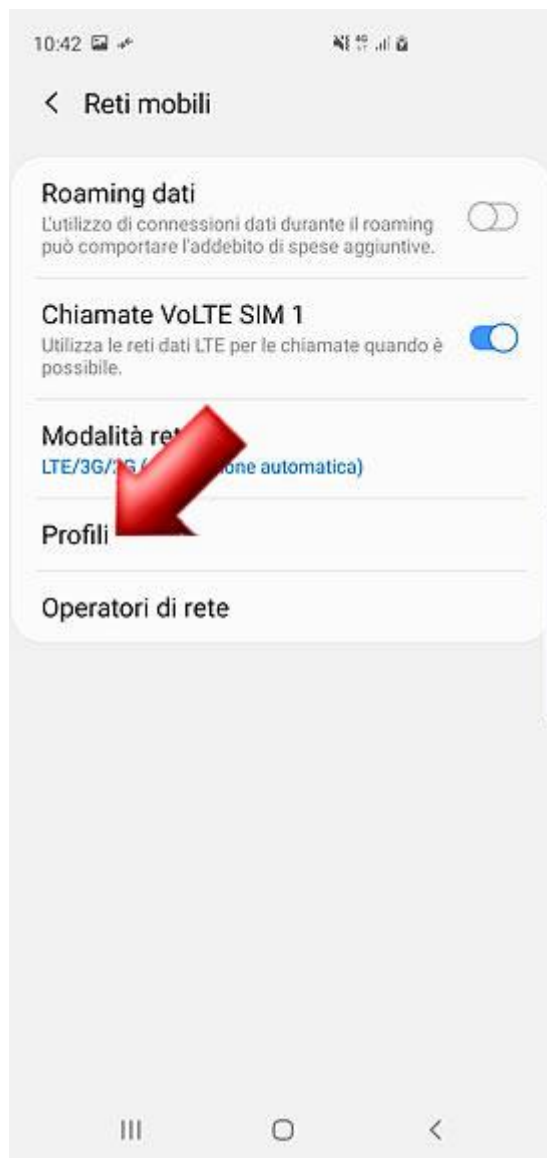 10:42
Reti mobili
Roaming dati
L'utilizzo di connessioni dati durante il roaming
può comportare l'addebito di spese aggiuntive.
Chiamate VoLTE SIM 1
Utilizza le reti dati LTE per le chiamate quando è
possibile.
Modalità
LTE/3G/ automatica)
Profili
Operatori di rete